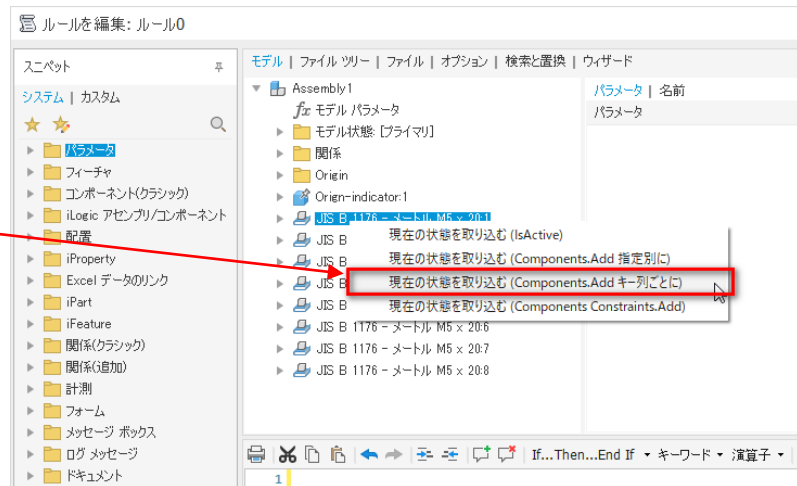 ルールを編集: ルール0
スニペット
システム | カスタム
パラメータ
フィーチャ
コンポーネント(クラシック)
iLogic アセンブリ/コンポーネント
配置
iProperty
Excel データのリンク
iPart
iFeature
関係(クラシック)
関係(追加)
計測
フォーム
メッセージ ボックス
ログ メッセージ
ドキュメント
モデル | ファイル ツリー | ファイル | オプション | 検索と置換 | ウィザード
Assembly1
fx モデル パラメータ
モデル状態: [プライマリ]
関係
Origin
Orign-indicator:1
JIS B 1176 - メートル M5 x 20:1
JIS B
JIS B
JIS B
JIS B
JIS B 1176 - メートル M5 x 20:6
JIS B 1176 - メートル M5 x 20:7
JIS B 1176 - メートル M5 x 20:8
現在の状態を取り込む (IsActive)
現在の状態を取り込む (Components.Add 指定別に)
現在の状態を取り込む (Components.Add キー列ごとに)
現在の状態を取り込む (Components Constraints.Add)
パラメータ | 名前
パラメータ
If...Then...End If キーワード 演算子
1